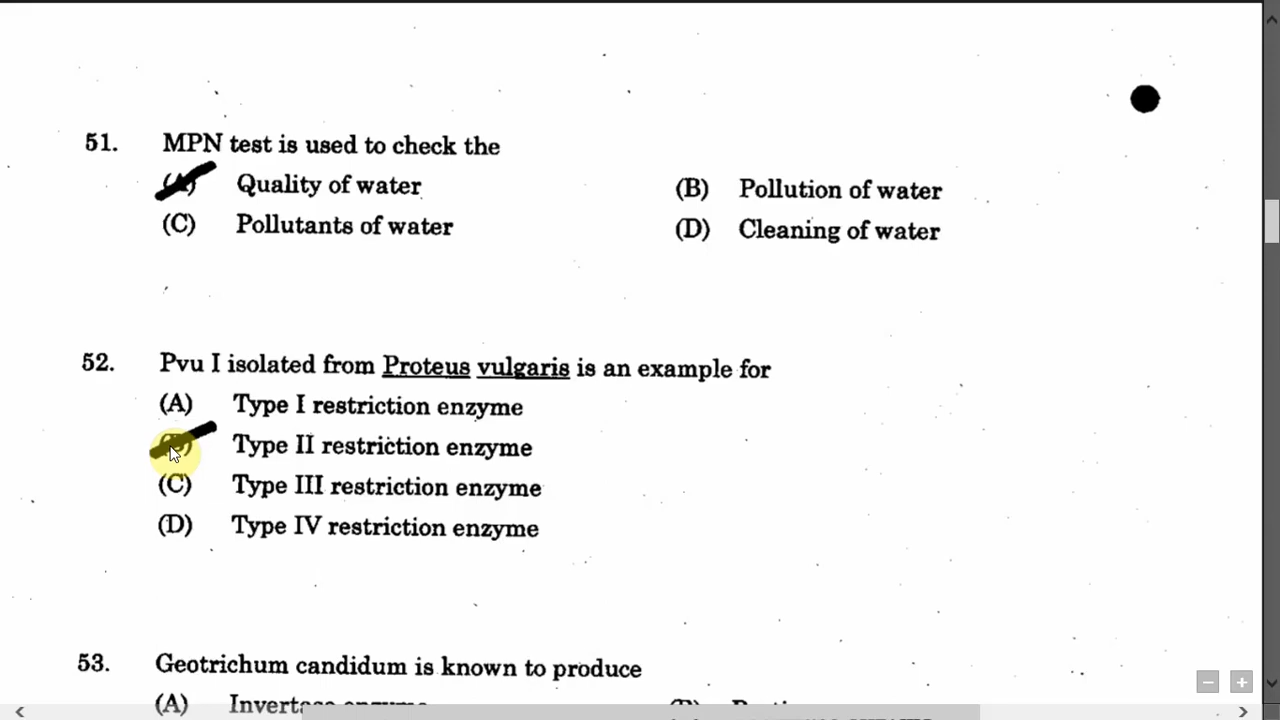 51. MPN test is used to check the
Quality of water (B) Pollution of water
(C) Pollutants of water (D) Cleaning of water
52. Pvu I isolated from Proteus vulgaris is an example for
(A) Type I restriction enzyme
Type II restriction enzyme
(C) Type III restriction enzyme
(D) Type IV restriction enzyme
53. Geotrichum candidum is known to produce
(A)